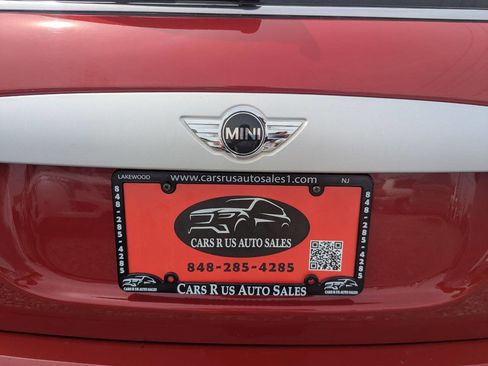 MINI
www.carsrusautosales1.com
LAKEWOOD
NJ
848-285-4285
848-285-4285
CARS R US AUTO SALES
848-285-4285
CARS R US AUTO SALES